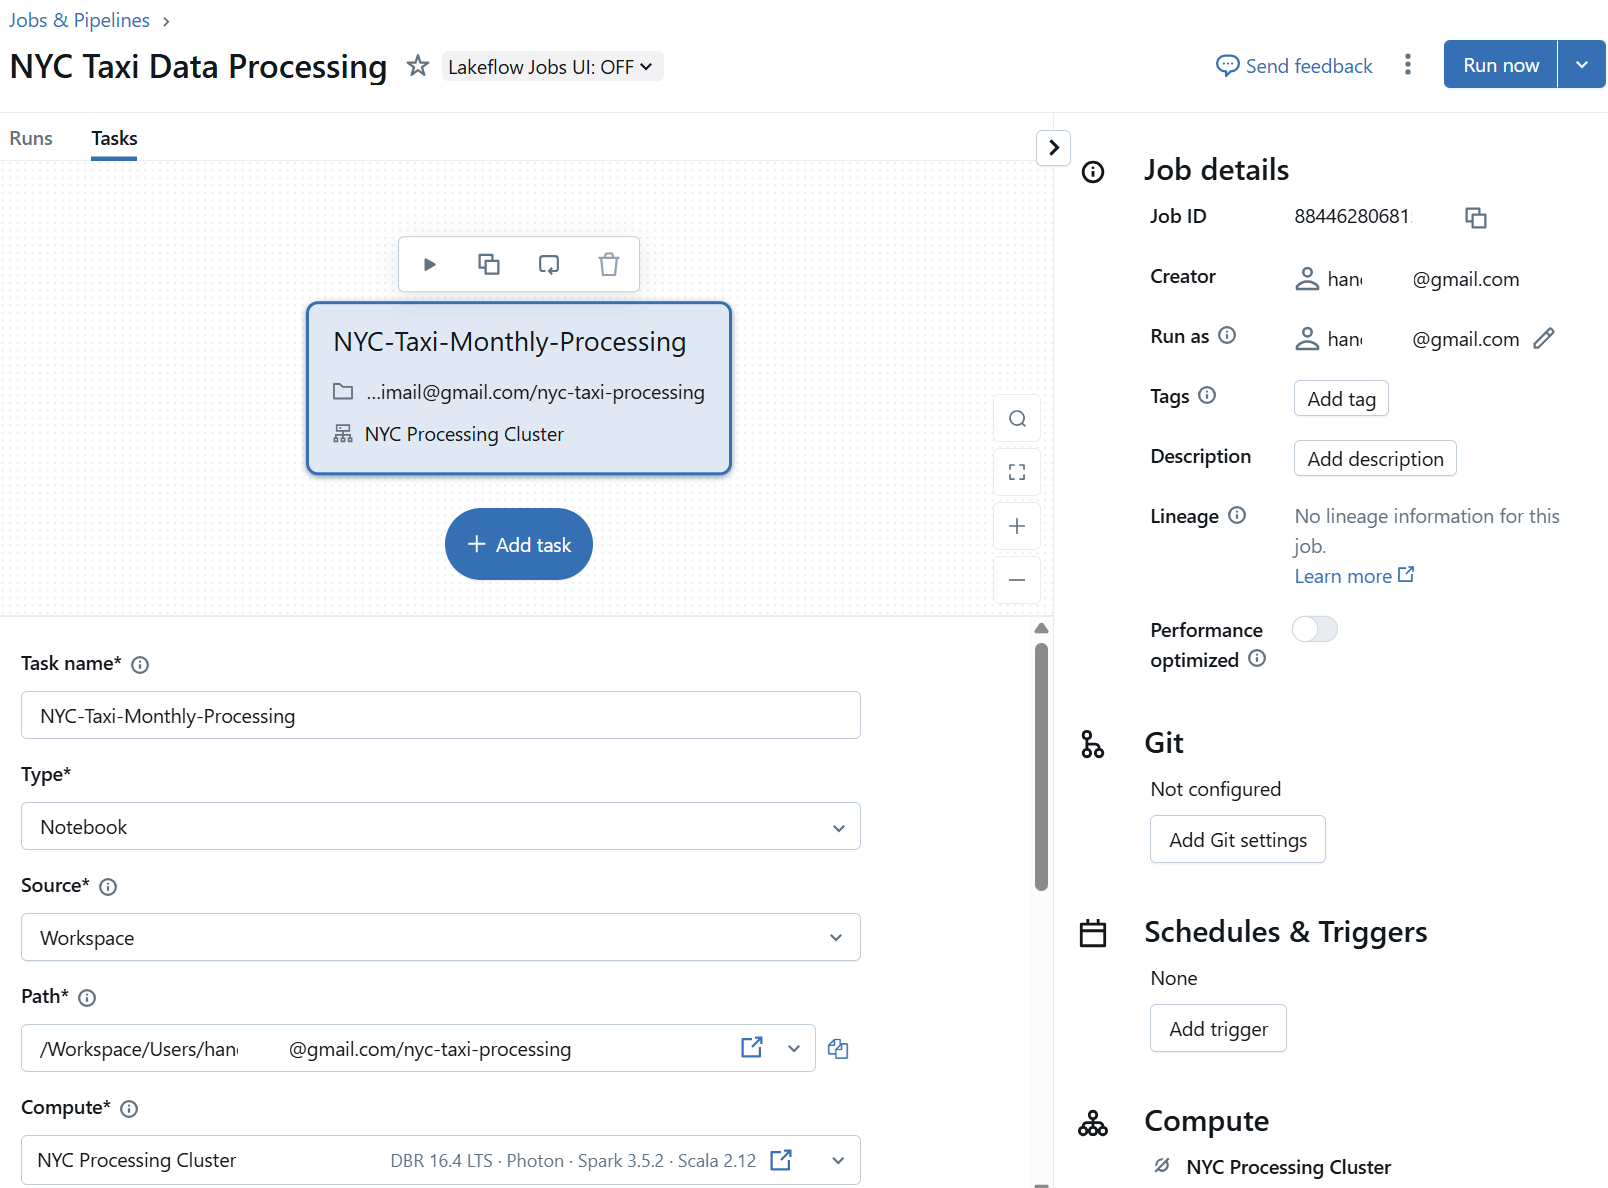 Jobs & Pipelines
NYC Taxi Data Processing
Lakeflow Jobs UI: OFF
Send feedback
Run now
Runs
Tasks
NYC-Taxi-Monthly-Processing
...imail@gmail.com/nyc-taxi-processing
NYC Processing Cluster
+ Add task
Task name*
NYC-Taxi-Monthly-Processing
Type*
Notebook
Source*
Workspace
Path*
/Workspace/Users/han @gmail.com/nyc-taxi-processing
Compute*
NYC Processing Cluster DBR 16.4 LTS · Photon · Spark 3.5.2 · Scala 2.12
Job details
Job ID 88446280681
Creator han @gmail.com
Run as han @gmail.com
Tags Add tag
Description Add description
Lineage No lineage information for this
job.
Learn more
Performance
optimized
Git
Not configured
Add Git settings
Schedules & Triggers
None
Add trigger
Compute
NYC Processing Cluster